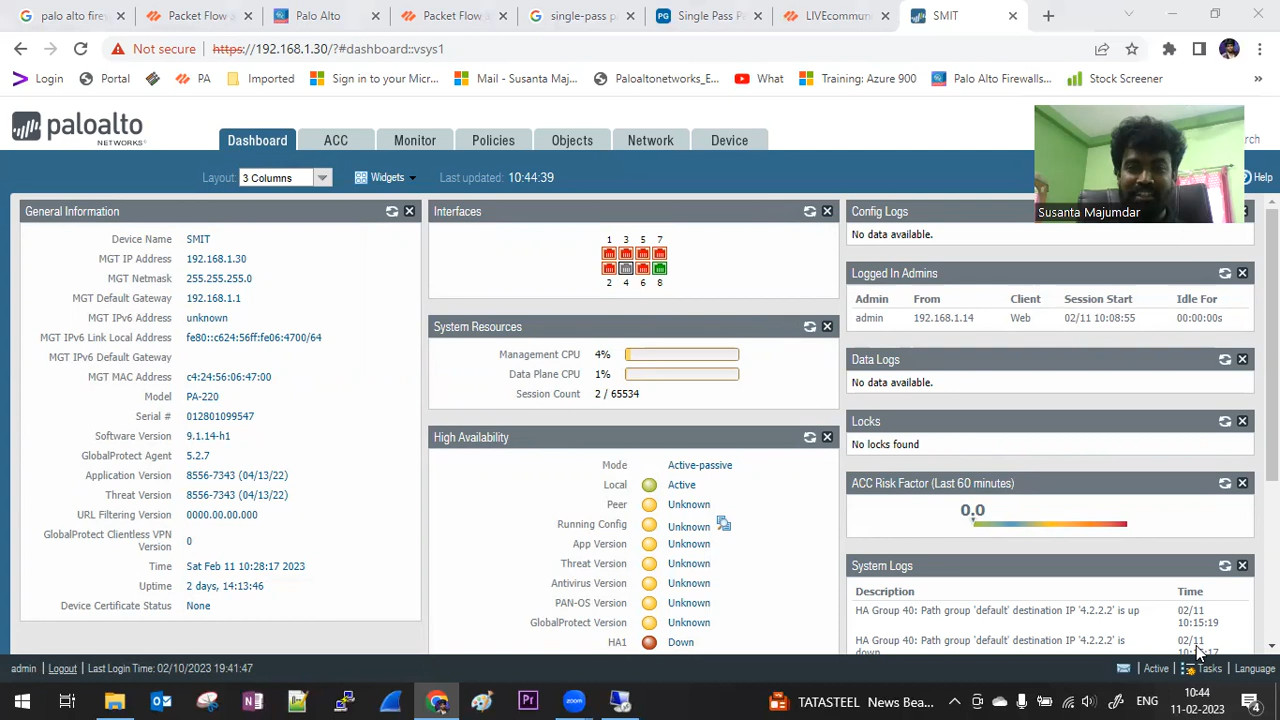 palo alto firew
Packet Flow
Palo Alto
Packet Flow
single-pass
Single Pass P
LIVEcommun
SMIT
Not secure
https://192.168.1.30/?#dashboard::vsys1
Login
Portal
PA
Imported
Sign in to your Micr...
Mail - Susanta Maj...
Paloaltonetworks_E...
What
Training: Azure 900
Palo Alto Firewalls...
Stock Screener
»
paloalto
NETWORKS
Dashboard
ACC
Monitor
Policies
Objects
Network
Device
Layout: 3 Columns
Widgets
Last updated: 10:44:39
Help
Susanta Majumdar
General Information
Device Name SMIT
MGT IP Address 192.168.1.30
MGT Netmask 255.255.255.0
MGT Default Gateway 192.168.1.1
MGT IPv6 Address unknown
MGT IPv6 Link Local Address fe80::c624:56ff:fe06:4700/64
MGT IPv6 Default Gateway
MGT MAC Address c4:24:56:06:47:00
Model PA-220
Serial # 012801099547
Software Version 9.1.14-h1
GlobalProtect Agent 5.2.7
Application Version 8556-7343 (04/13/22)
Threat Version 8556-7343 (04/13/22)
URL Filtering Version 0000.00.00.000
GlobalProtect Clientless VPN
Version 0
Time Sat Feb 11 10:28:17 2023
Uptime 2 days, 14:13:46
Device Certificate Status None
Interfaces
1 3 5 7
2 4 6 8
System Resources
Management CPU 4%
Data Plane CPU 1%
Session Count 2 / 65534
High Availability
Mode Active-passive
Local Active
Peer Unknown
Running Config Unknown
App Version Unknown
Threat Version Unknown
Antivirus Version Unknown
PAN-OS Version Unknown
GlobalProtect Version Unknown
HA1 Down
Config Logs
No data available.
Logged In Admins
Admin From Client Session Start Idle For
admin 192.168.1.14 Web 02/11 10:08:55 00:00:00s
Data Logs
No data available.
Locks
No locks found
ACC Risk Factor (Last 60 minutes)
0.0
System Logs
Description Time
HA Group 40: Path group 'default' destination IP '4.2.2.2' is up 02/11
10:15:19
HA Group 40: Path group 'default' destination IP '4.2.2.2' is 02/11
down
admin Logout Last Login Time: 02/10/2023 19:41:47
Active
Tasks
Language
TATASTEEL
News Bea...
ENG
10:44
11-02-2023
4